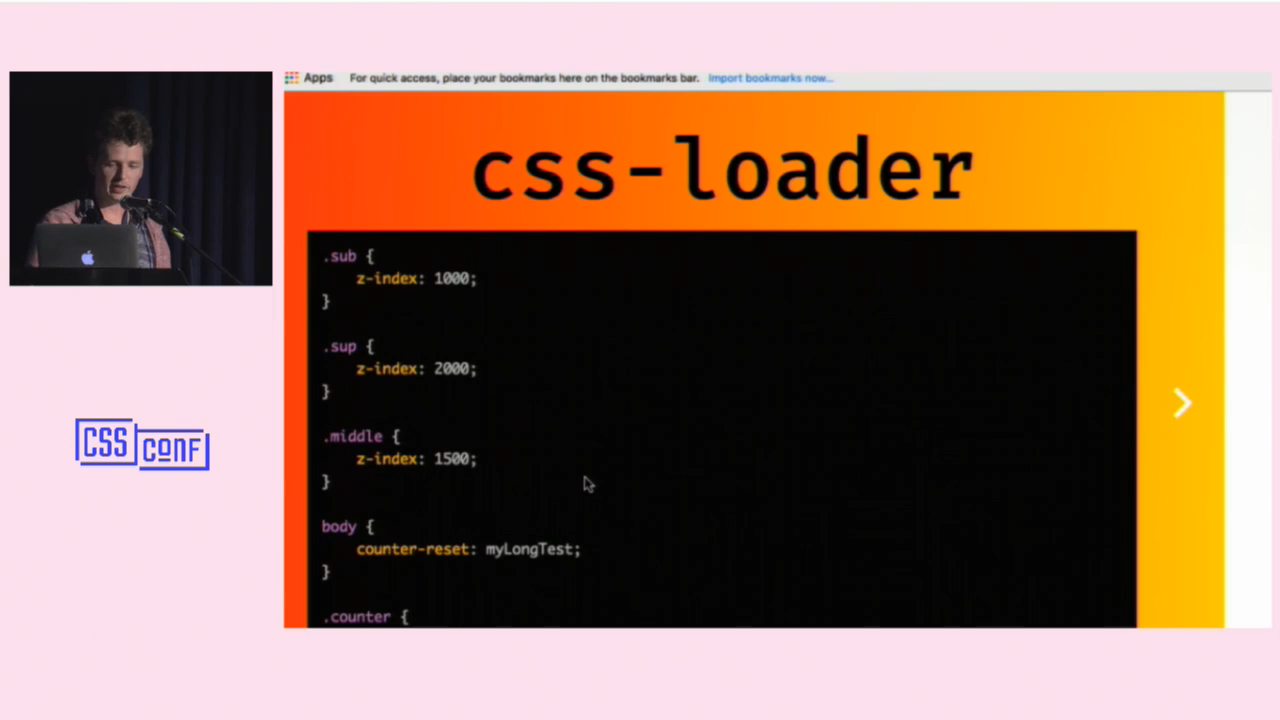 Apps For quick access, place your bookmarks here on the bookmarks bar. Import bookmarks now...
css-loader
.sub {
z-index: 1000;
}
.sup {
z-index: 2000;
}
.middle {
z-index: 1500;
}
body {
counter-reset: myLongTest;
}
.counter {
CSS
CONF